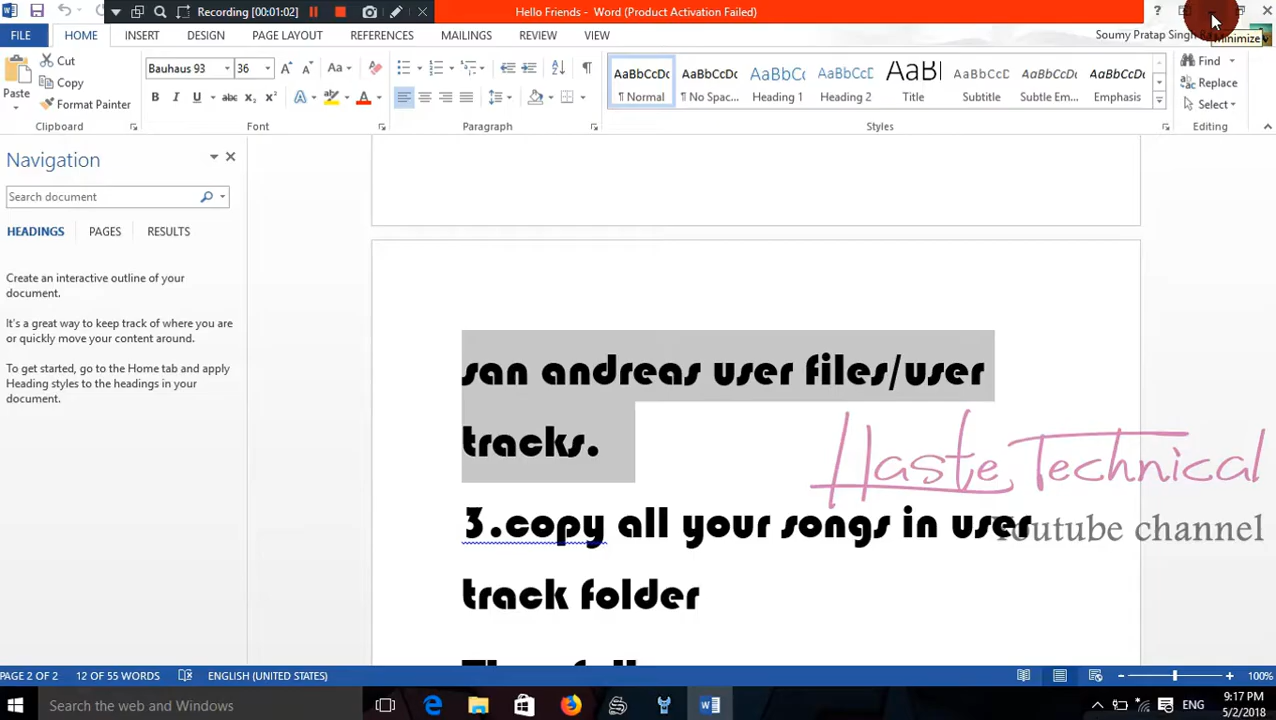 Recording [00:01:02]
Hello Friends - Word (Product Activation Failed)
?
FILE HOME INSERT DESIGN PAGE LAYOUT REFERENCES MAILINGS REVIEW VIEW
Soumy Pratap Singh
Minimize
Paste
Cut
Copy
Format Painter
Clipboard
Bauhaus 93 36
Font
Paragraph
AaBbCcDc AaBbCcDc AaBbCc AaBbCcD AaBl AaBbCcD AaBbCcDc AaBbCcDc
¶ Normal ¶ No Spac... Heading 1 Heading 2 Title Subtitle Subtle Em... Emphasis
Styles
Find
Replace
Select
Editing
Navigation
Search document
HEADINGS PAGES RESULTS
Create an interactive outline of your
document.
It's a great way to keep track of where you are
or quickly move your content around.
To get started, go to the Home tab and apply
Heading styles to the headings in your
document.
san andreas user files/user
tracks.
3.copy all your songs in user
track folder
Haste Technical
Youtube channel
PAGE 2 OF 2 12 OF 55 WORDS ENGLISH (UNITED STATES) 100%
Search the web and Windows
ENG
9:17 PM
5/2/2018